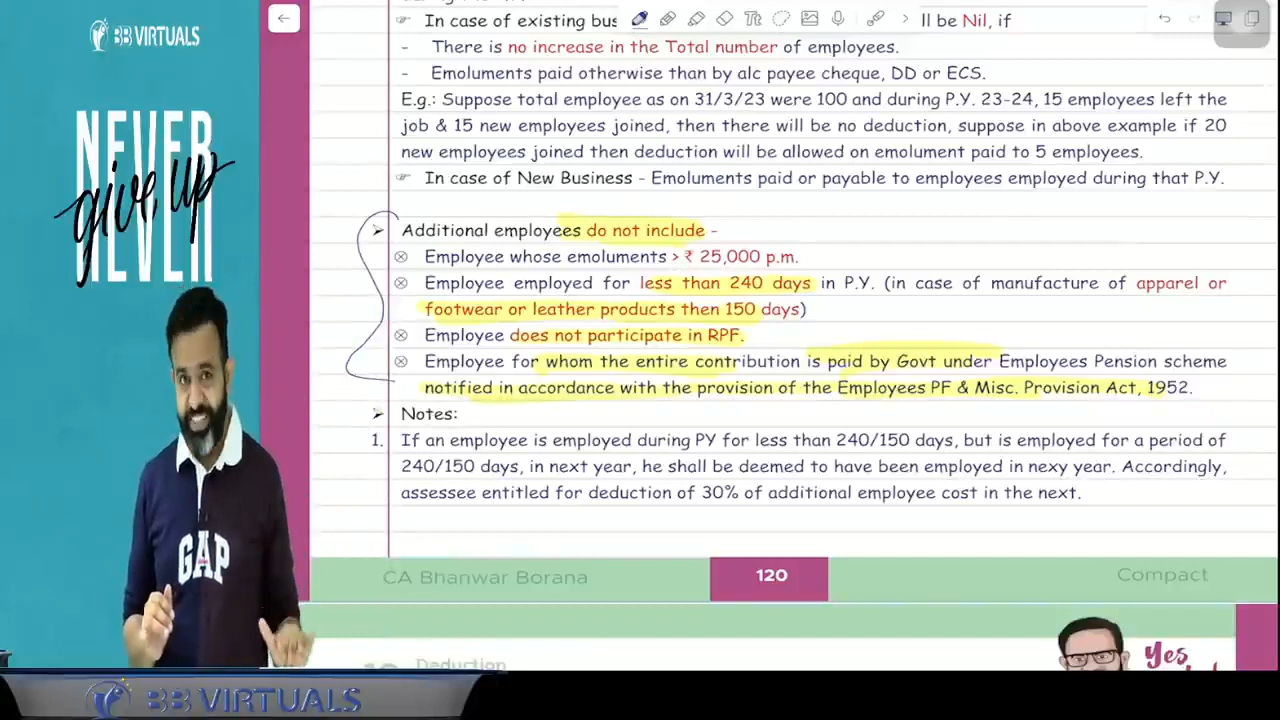 BB VIRTUALS
NEVER
give up
NEVER
In case of existing bus ll be Nil, if
- There is no increase in the Total number of employees.
- Emoluments paid otherwise than by alc payee cheque, DD or ECS.
E.g.: Suppose total employee as on 31/3/23 were 100 and during P.Y. 23-24, 15 employees left the
job & 15 new employees joined, then there will be no deduction, suppose in above example if 20
new employees joined then deduction will be allowed on emolument paid to 5 employees.
In case of New Business - Emoluments paid or payable to employees employed during that P.Y.
Additional employees do not include -
Employee whose emoluments > ₹ 25,000 p.m.
Employee employed for less than 240 days in P.Y. (in case of manufacture of apparel or
footwear or leather products then 150 days)
Employee does not participate in RPF.
Employee for whom the entire contribution is paid by Govt under Employees Pension scheme
notified in accordance with the provision of the Employees PF & Misc. Provision Act, 1952.
Notes:
1. If an employee is employed during PY for less than 240/150 days, but is employed for a period of
240/150 days, in next year, he shall be deemed to have been employed in nexy year. Accordingly,
assessee entitled for deduction of 30% of additional employee cost in the next.
CA Bhanwar Borana 120 Compact
Deduction
Yes,
GAP
BB VIRTUALS